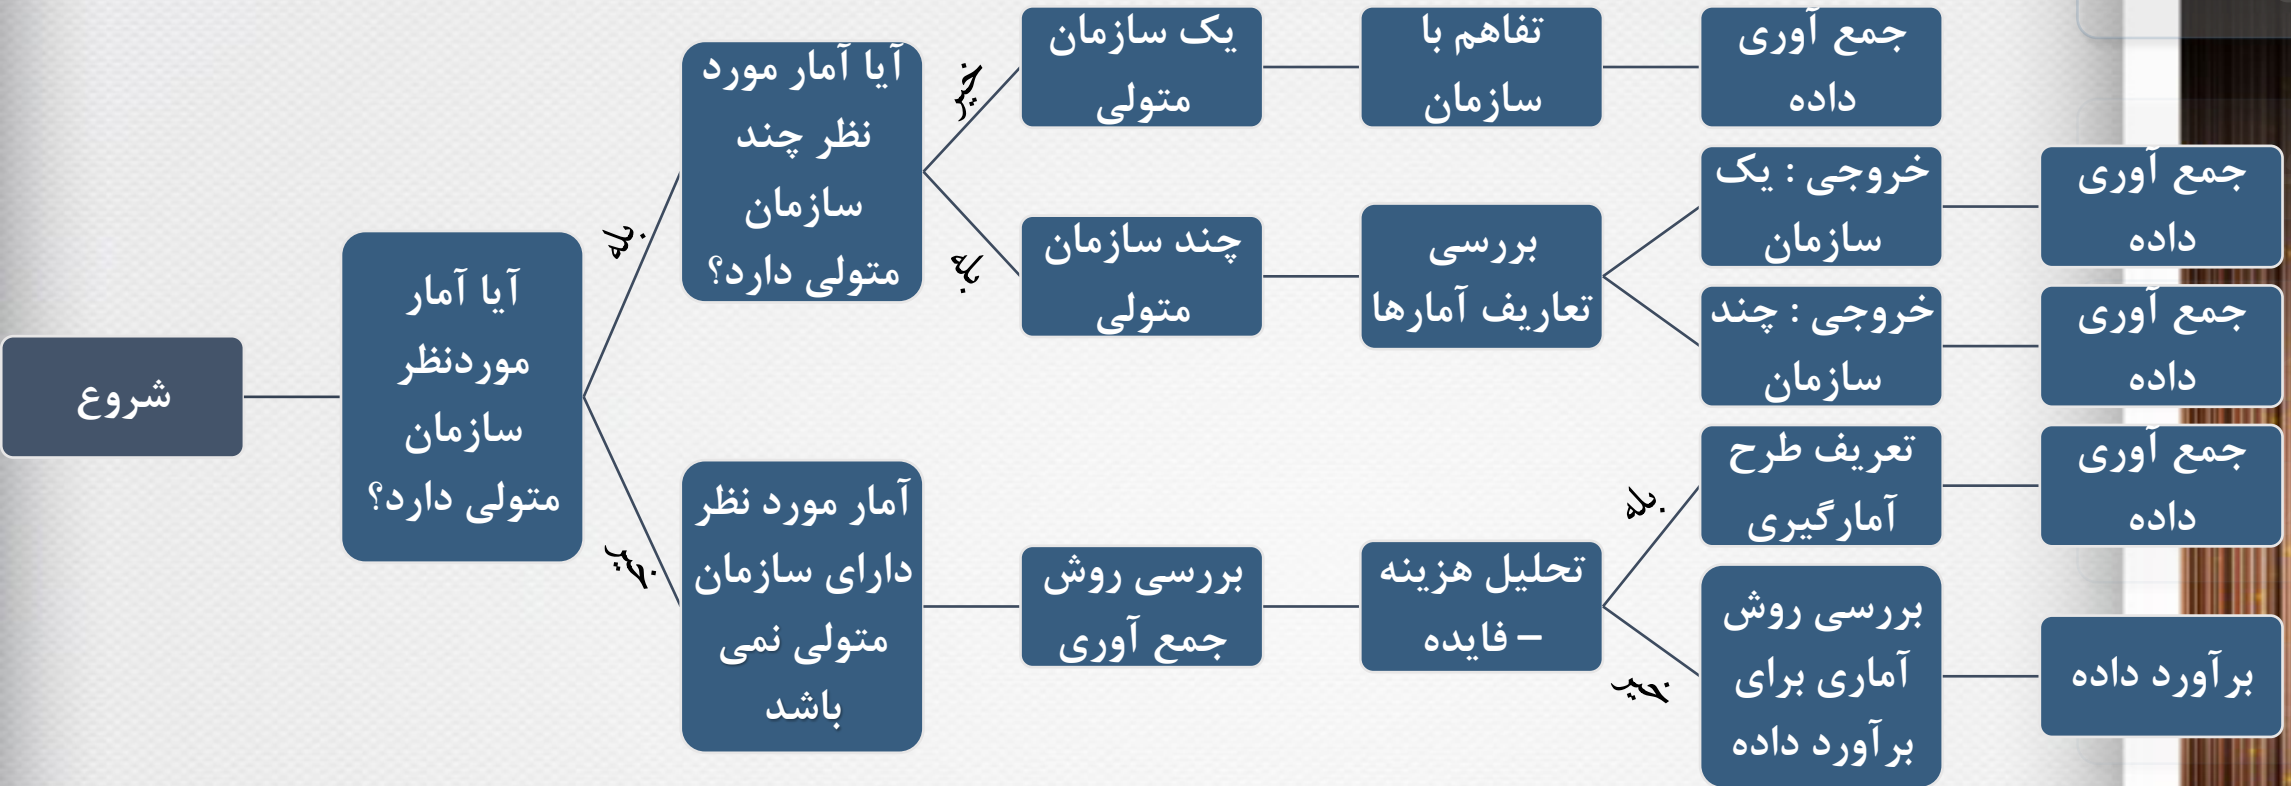 شروع
آیا آمار
موردنظر
سازمان
متولی دارد؟
بله
خیر
آیا آمار مورد
نظر چند
سازمان
متولی دارد؟
خیر
بله
یک سازمان
متولی
تفاهم با
سازمان
جمع آوری
داده
چند سازمان
متولی
بررسی
تعاریف آمارها
خروجی : یک
سازمان
جمع آوری
داده
خروجی : چند
سازمان
جمع آوری
داده
آمار مورد نظر
دارای سازمان
متولی نمی
باشد
بررسی روش
جمع آوری
تحلیل هزینه
– فایده
بله
خیر
تعریف طرح
آمارگیری
جمع آوری
داده
بررسی روش
آماری برای
برآورد داده
برآورد داده